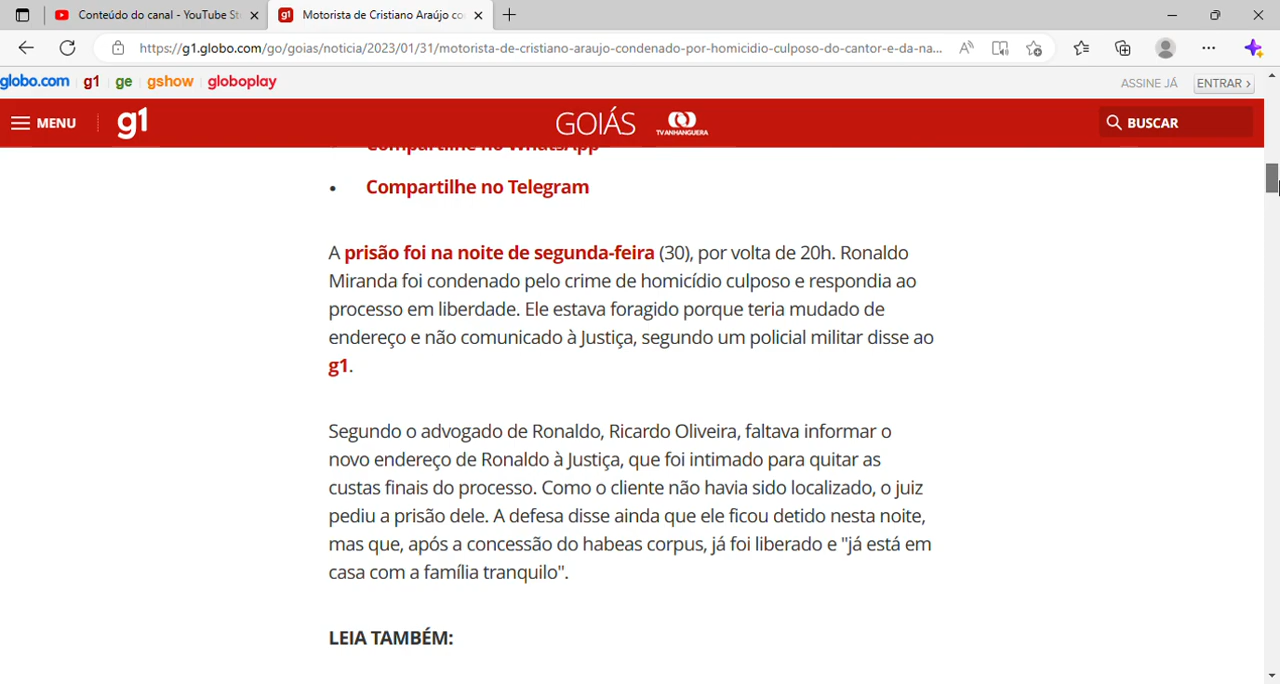 Conteúdo do canal - YouTube St
Motorista de Cristiano Araújo co
https://g1.globo.com/go/goias/noticia/2023/01/31/motorista-de-cristiano-araujo-condenado-por-homicidio-culposo-do-cantor-e-da-na...
globo.com g1 ge gshow globoplay
ASSINE JÁ ENTRAR ›
MENU g1 GOIÁS TV ANHANGUERA BUSCAR
Compartilhe no WhatsApp
• Compartilhe no Telegram
A prisão foi na noite de segunda-feira (30), por volta de 20h. Ronaldo
Miranda foi condenado pelo crime de homicídio culposo e respondia ao
processo em liberdade. Ele estava foragido porque teria mudado de
endereço e não comunicado à Justiça, segundo um policial militar disse ao
g1.
Segundo o advogado de Ronaldo, Ricardo Oliveira, faltava informar o
novo endereço de Ronaldo à Justiça, que foi intimado para quitar as
custas finais do processo. Como o cliente não havia sido localizado, o juiz
pediu a prisão dele. A defesa disse ainda que ele ficou detido nesta noite,
mas que, após a concessão do habeas corpus, já foi liberado e "já está em
casa com a família tranquilo".
LEIA TAMBÉM: